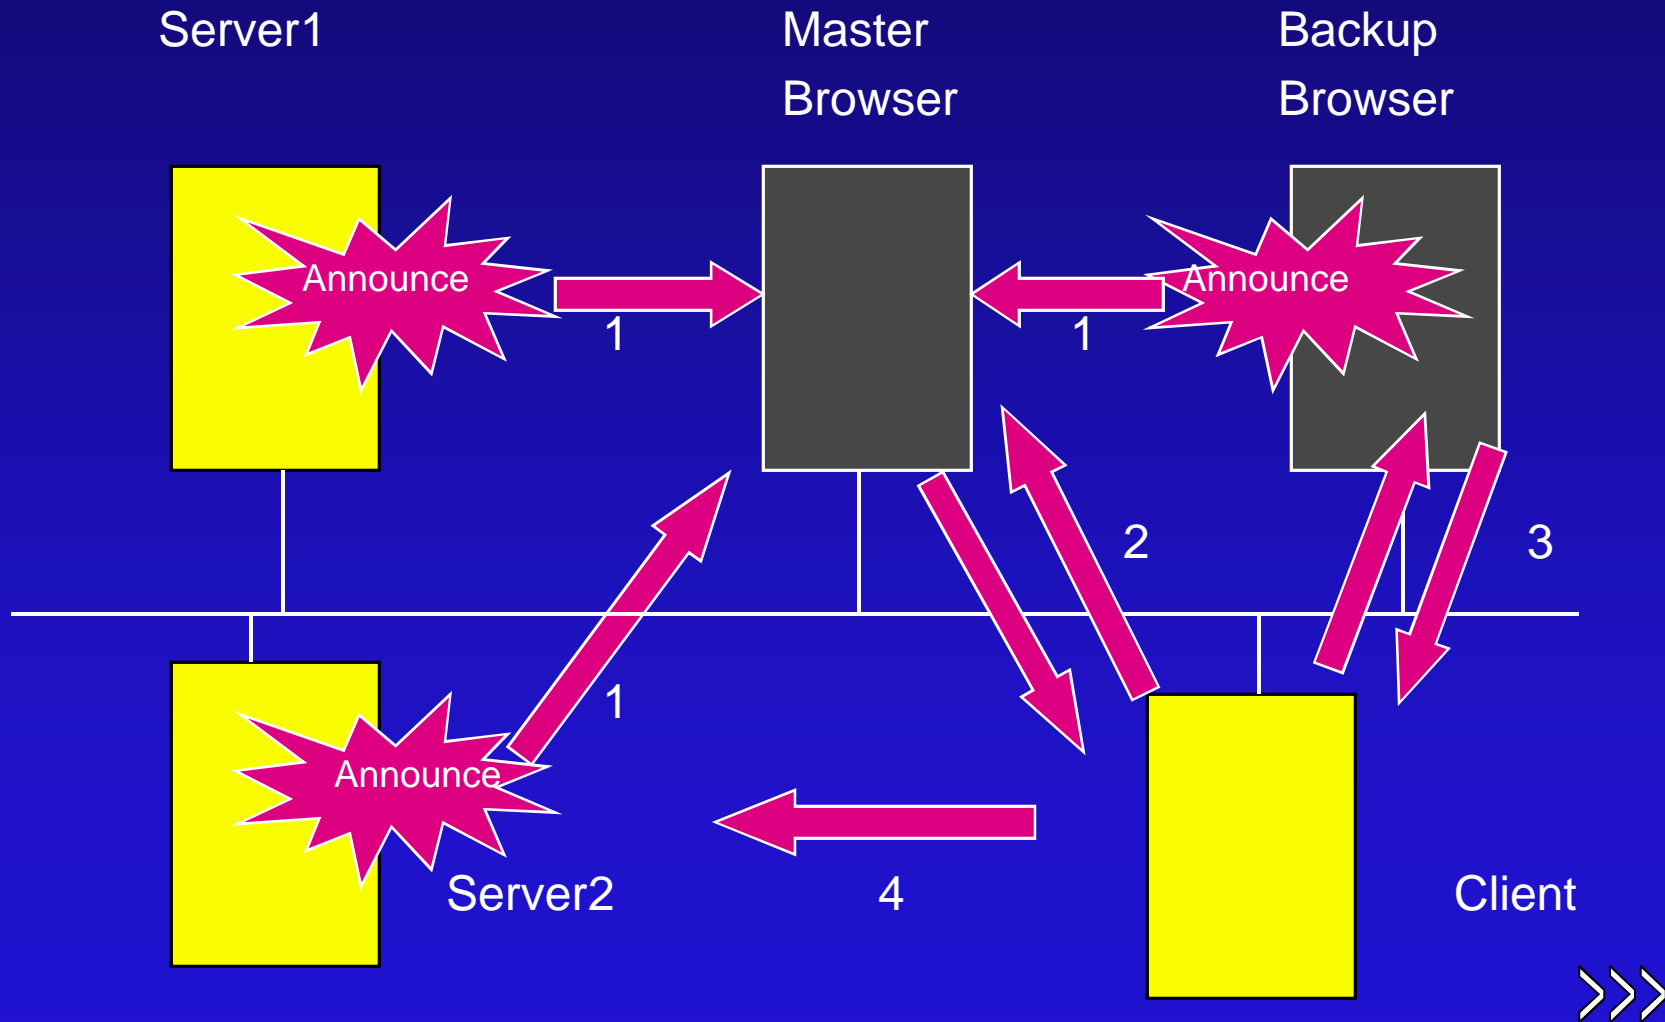 Server1
Master
Browser
Backup
Browser
Announce
Announce
1
1
2
3
1
Announce
Server2
4
Client